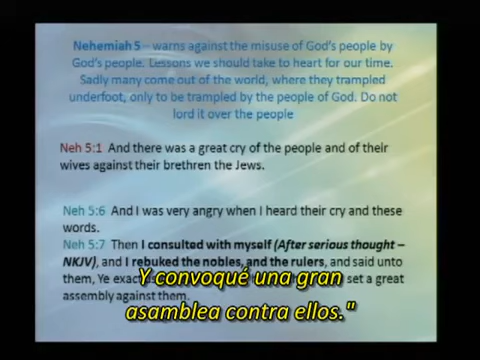 Nehemiah 5 – warns against the misuse of God's people by
God's people. Lessons we should take to heart for our time.
Sadly many come out of the world, where they trampled
underfoot, only to be trampled by the people of God. Do not
lord it over the people
Neh 5:1 And there was a great cry of the people and of their
wives against their brethren the Jews.
Neh 5:6 And I was very angry when I heard their cry and these
words.
Neh 5:7 Then I consulted with myself (After serious thought –
NKJV), and I rebuked the nobles, and the rulers, and said unto
them, Ye exact set a great
assembly against them.
Y convoqué una gran
asamblea contra ellos."